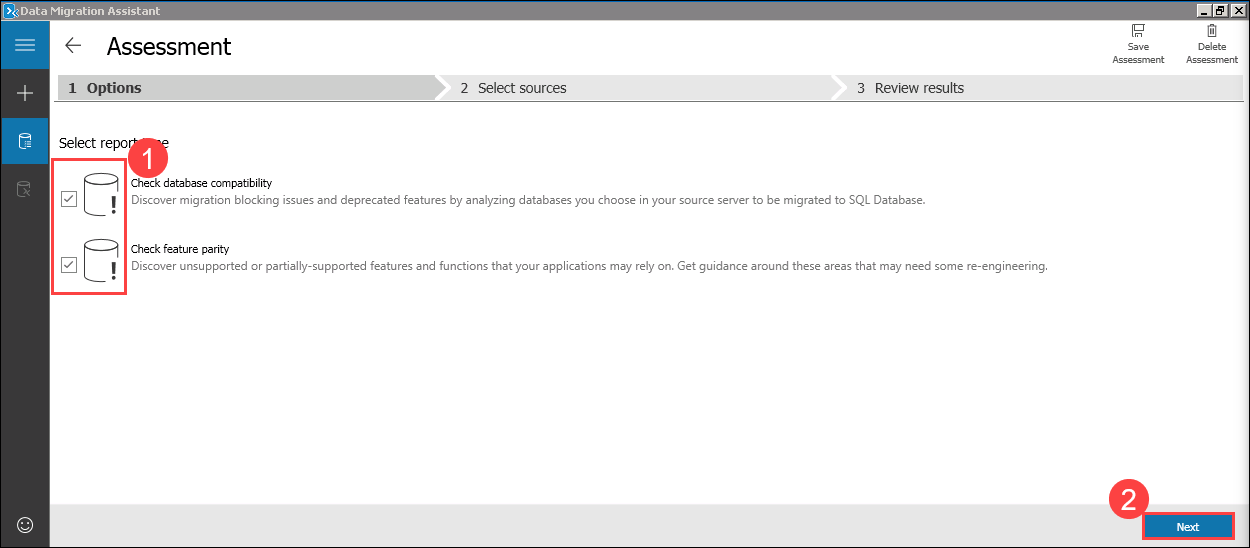 Data Migration Assistant
Assessment
Save
Assessment
Delete
Assessment
1 Options
2 Select sources
3 Review results
Select report
1
Check database compatibility
Discover migration blocking issues and deprecated features by analyzing databases you choose in your source server to be migrated to SQL Database.
Check feature parity
Discover unsupported or partially-supported features and functions that your applications may rely on. Get guidance around these areas that may need some re-engineering.
2
Next